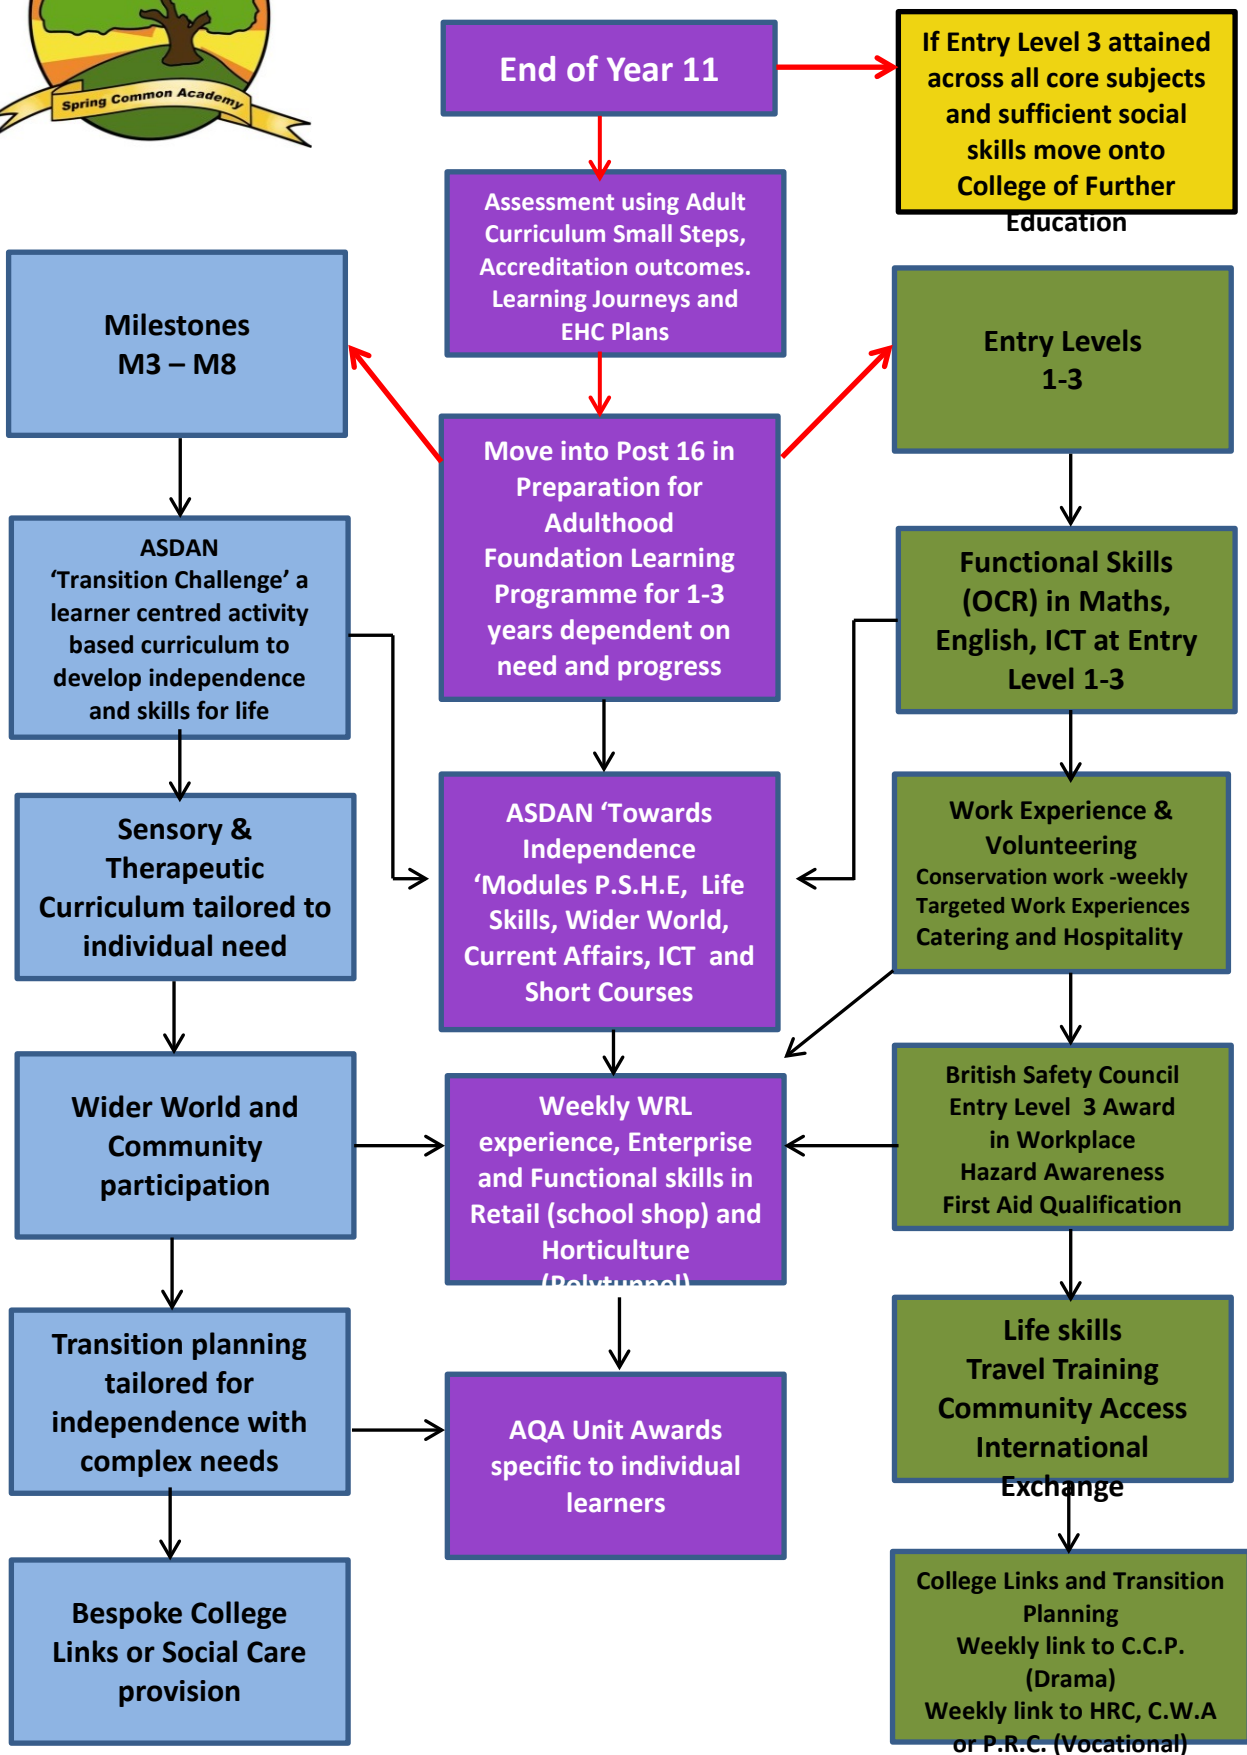 Spring Common Academy
End of Year 11
If Entry Level 3 attained
across all core subjects
and sufficient social
skills move onto
College of Further
Education
Assessment using Adult
Curriculum Small Steps,
Accreditation outcomes.
Learning Journeys and
EHC Plans
Milestones
M3 – M8
Entry Levels
1-3
Move into Post 16 in
Preparation for
Adulthood
Foundation Learning
Programme for 1-3
years dependent on
need and progress
ASDAN
‘Transition Challenge’ a
learner centred activity
based curriculum to
develop independence
and skills for life
Functional Skills
(OCR) in Maths,
English, ICT at Entry
Level 1-3
Sensory &
Therapeutic
Curriculum tailored to
individual need
ASDAN ‘Towards
Independence
‘Modules P.S.H.E, Life
Skills, Wider World,
Current Affairs, ICT and
Short Courses
Work Experience &
Volunteering
Conservation work -weekly
Targeted Work Experiences
Catering and Hospitality
Wider World and
Community
participation
Weekly WRL
experience, Enterprise
and Functional skills in
Retail (school shop) and
Horticulture
(Polytunnel)
British Safety Council
Entry Level 3 Award
in Workplace
Hazard Awareness
First Aid Qualification
Transition planning
tailored for
independence with
complex needs
AQA Unit Awards
specific to individual
learners
Life skills
Travel Training
Community Access
International
Exchange
Bespoke College
Links or Social Care
provision
College Links and Transition
Planning
Weekly link to C.C.P.
(Drama)
Weekly link to HRC, C.W.A
or P.R.C. (Vocational)